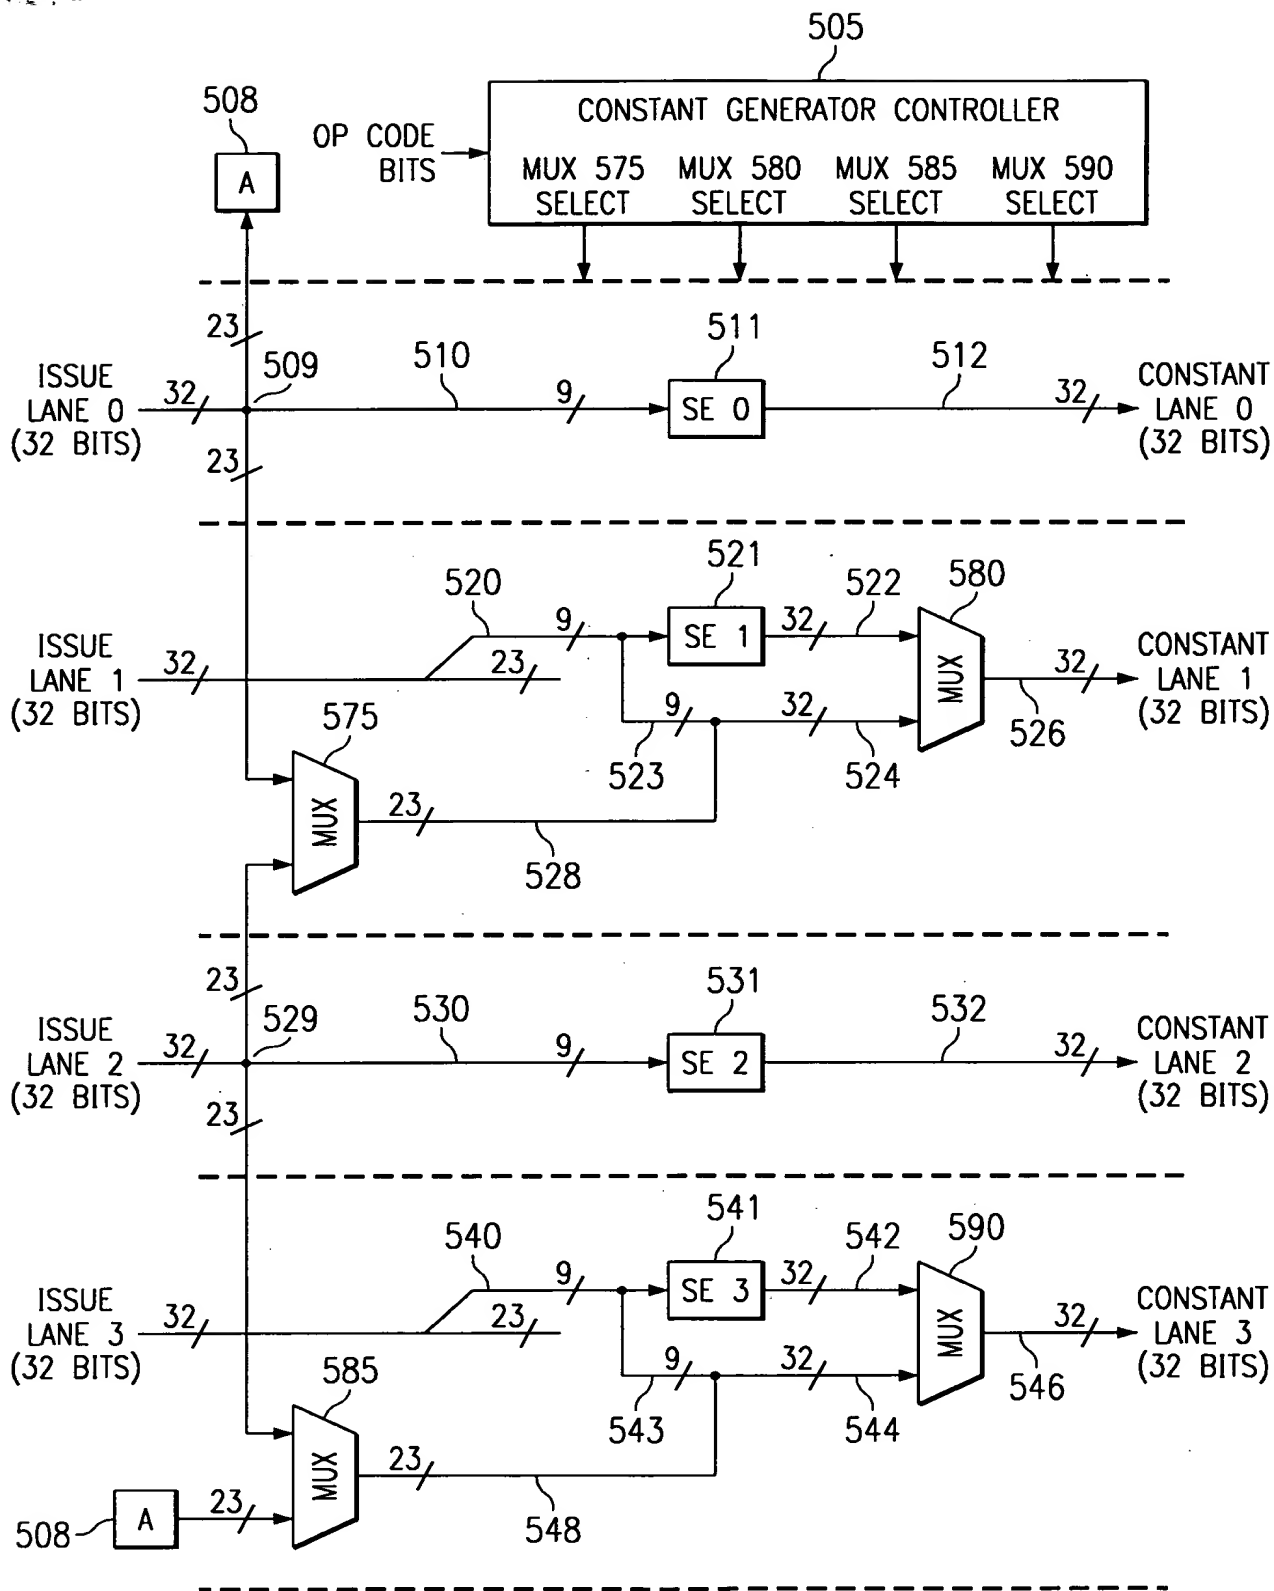 505
508
A
OP CODE
BITS
CONSTANT GENERATOR CONTROLLER
MUX 575
SELECT
MUX 580
SELECT
MUX 585
SELECT
MUX 590
SELECT
23
ISSUE
LANE 0
(32 BITS)
32
509
510
9
511
SE 0
512
32
CONSTANT
LANE 0
(32 BITS)
23
ISSUE
LANE 1
(32 BITS)
32
520
9
23
521
SE 1
32
522
580
MUX
32
526
CONSTANT
LANE 1
(32 BITS)
9
523
32
524
575
MUX
23
528
23
ISSUE
LANE 2
(32 BITS)
32
529
530
9
531
SE 2
532
32
CONSTANT
LANE 2
(32 BITS)
23
ISSUE
LANE 3
(32 BITS)
32
540
9
23
541
SE 3
32
542
590
MUX
32
546
CONSTANT
LANE 3
(32 BITS)
9
543
32
544
585
MUX
23
548
508
A
23